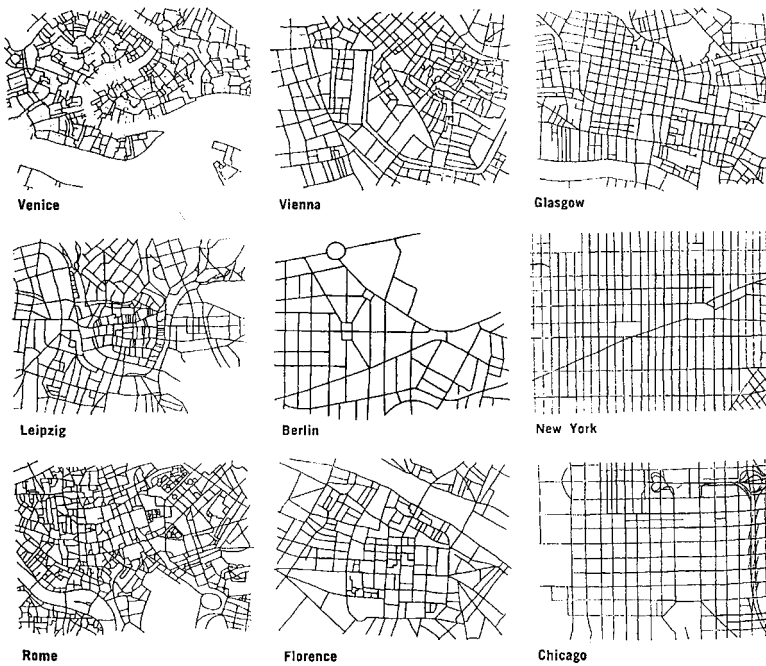 Venice
Vienna
Glasgow
Leipzig
Berlin
New York
Rome
Florence
Chicago